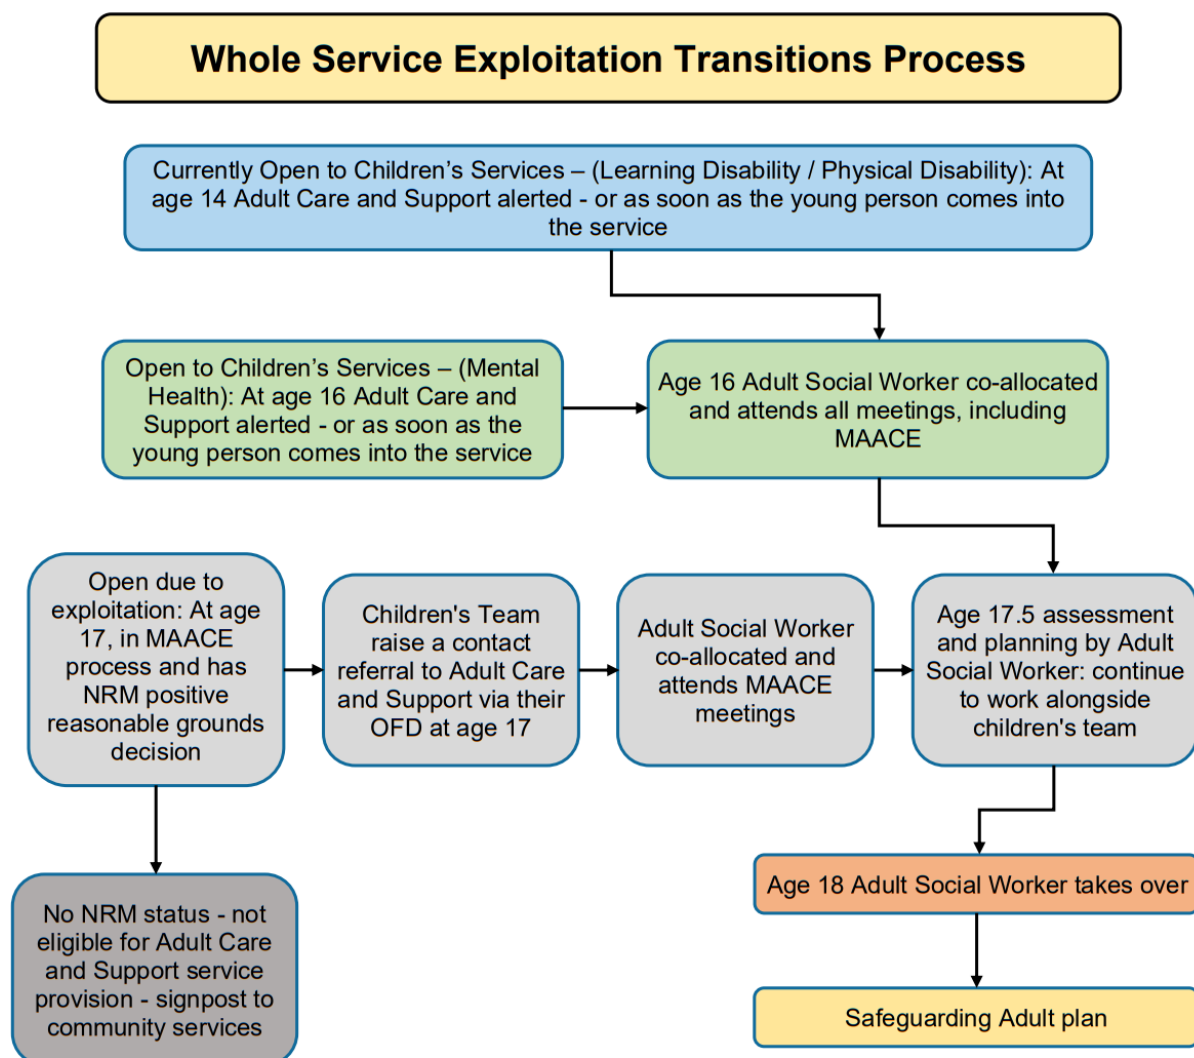 Whole Service Exploitation Transitions Process
Currently Open to Children’s Services – (Learning Disability / Physical Disability): At
age 14 Adult Care and Support alerted - or as soon as the young person comes into
the service
Open to Children’s Services – (Mental
Health): At age 16 Adult Care and
Support alerted - or as soon as the
young person comes into the service
Age 16 Adult Social Worker co-allocated
and attends all meetings, including
MAACE
Open due to
exploitation: At age
17, in MAACE
process and has
NRM positive
reasonable grounds
decision
Children's Team
raise a contact
referral to Adult Care
and Support via their
OFD at age 17
Adult Social Worker
co-allocated and
attends MAACE
meetings
Age 17.5 assessment
and planning by Adult
Social Worker: continue
to work alongside
children's team
No NRM status - not
eligible for Adult Care
and Support service
provision - signpost to
community services
Age 18 Adult Social Worker takes over
Safeguarding Adult plan